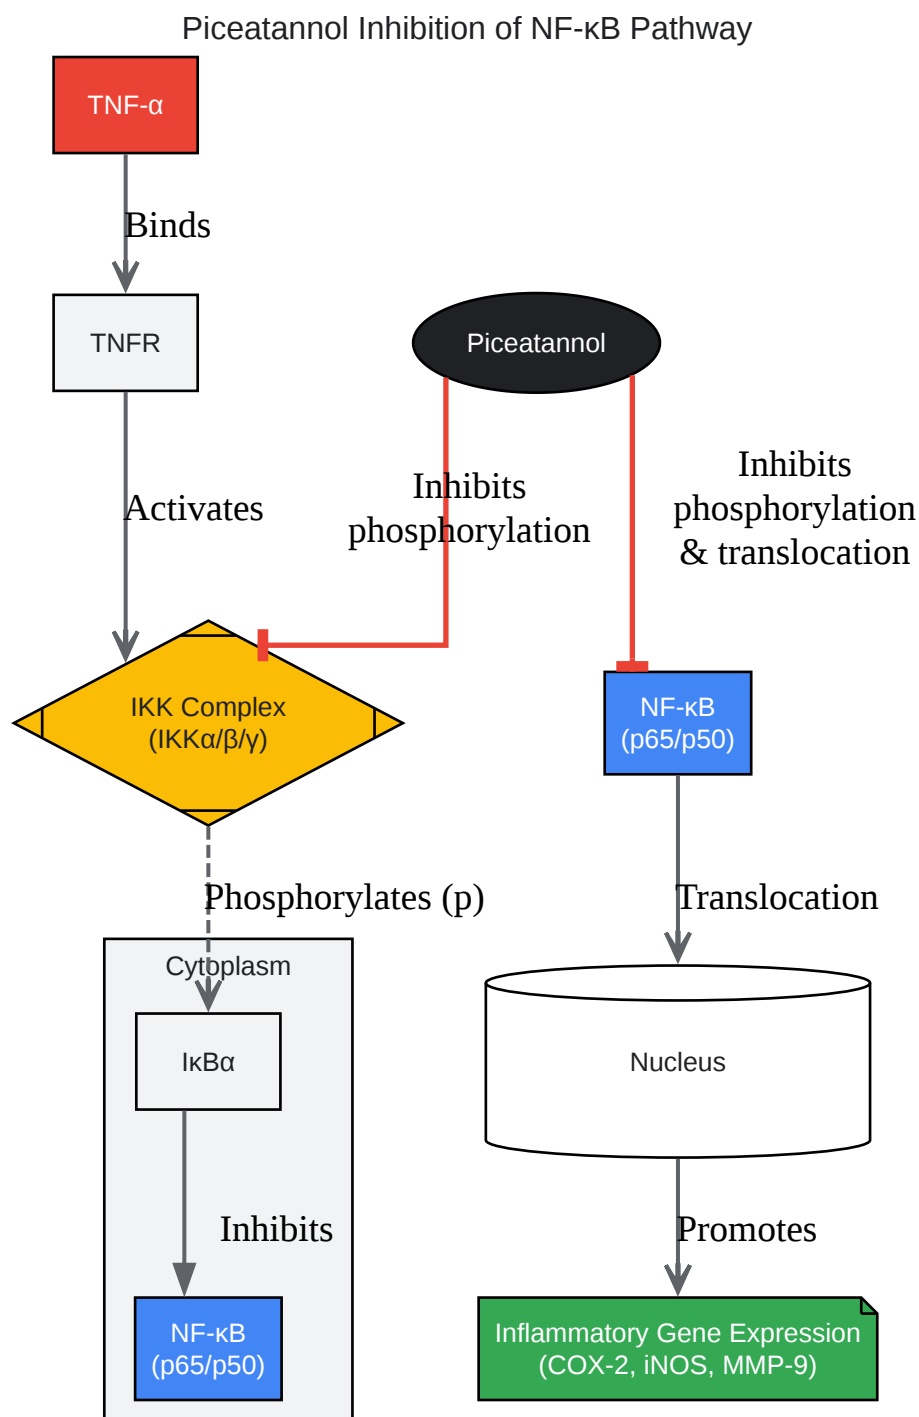 Piceatannol Inhibition of NF-κB Pathway
TNF-α
Binds
TNFR
Piceatannol
Activates
Inhibits
phosphorylation
Inhibits
phosphorylation
& translocation
IKK Complex
(IKKα/β/γ)
NF-κB
(p65/p50)
Phosphorylates (p)
Translocation
Cytoplasm
IκBα
Nucleus
Inhibits
Promotes
NF-κB
(p65/p50)
Inflammatory Gene Expression
(COX-2, iNOS, MMP-9)